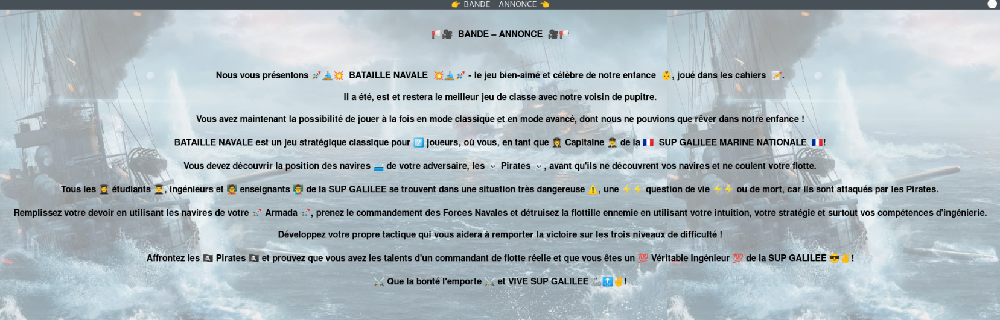 👉 BANDE – ANNONCE 👈
📢🎥 BANDE – ANNONCE 🎥📢
Nous vous présentons 🚀⛵💥 BATAILLE NAVALE 💥⛵🚀 - le jeu bien-aimé et célèbre de notre enfance 👶, joué dans les cahiers 📝.
Il a été, est et restera le meilleur jeu de classe avec notre voisin de pupitre.
Vous avez maintenant la possibilité de jouer à la fois en mode classique et en mode avancé, dont nous ne pouvions que rêver dans notre enfance !
BATAILLE NAVALE est un jeu stratégique classique pour 2️⃣ joueurs, où vous, en tant que 👩‍✈️ Capitaine 👨‍✈️ de la 🇫🇷 SUP GALILEE MARINE NATIONALE 🇫🇷!
Vous devez découvrir la position des navires 🚢 de votre adversaire, les ☠️ Pirates ☠️, avant qu'ils ne découvrent vos navires et ne coulent votre flotte.
Tous les 👩‍🎓 étudiants 👨‍🎓, ingénieurs et 🧑‍🏫 enseignants 👨‍🏫 de la SUP GALILEE se trouvent dans une situation très dangereuse ⚠️, une ⚡⚡ question de vie ⚡⚡ ou de mort, car ils sont attaqués par les Pirates.
Remplissez votre devoir en utilisant les navires de votre 🚀 Armada 🚀, prenez le commandement des Forces Navales et détruisez la flottille ennemie en utilisant votre intuition, votre stratégie et surtout vos compétences d'ingénierie.
Développez votre propre tactique qui vous aidera à remporter la victoire sur les trois niveaux de difficulté !
Affrontez les 🏴‍☠️ Pirates 🏴‍☠️ et prouvez que vous avez les talents d'un commandant de flotte réelle et que vous êtes un 💯 Véritable Ingénieur 💯 de la SUP GALILEE 😎✌️!
⚔️ Que la bonté l'emporte ⚔️ et VIVE SUP GALILEE 🦾🔝✌️!